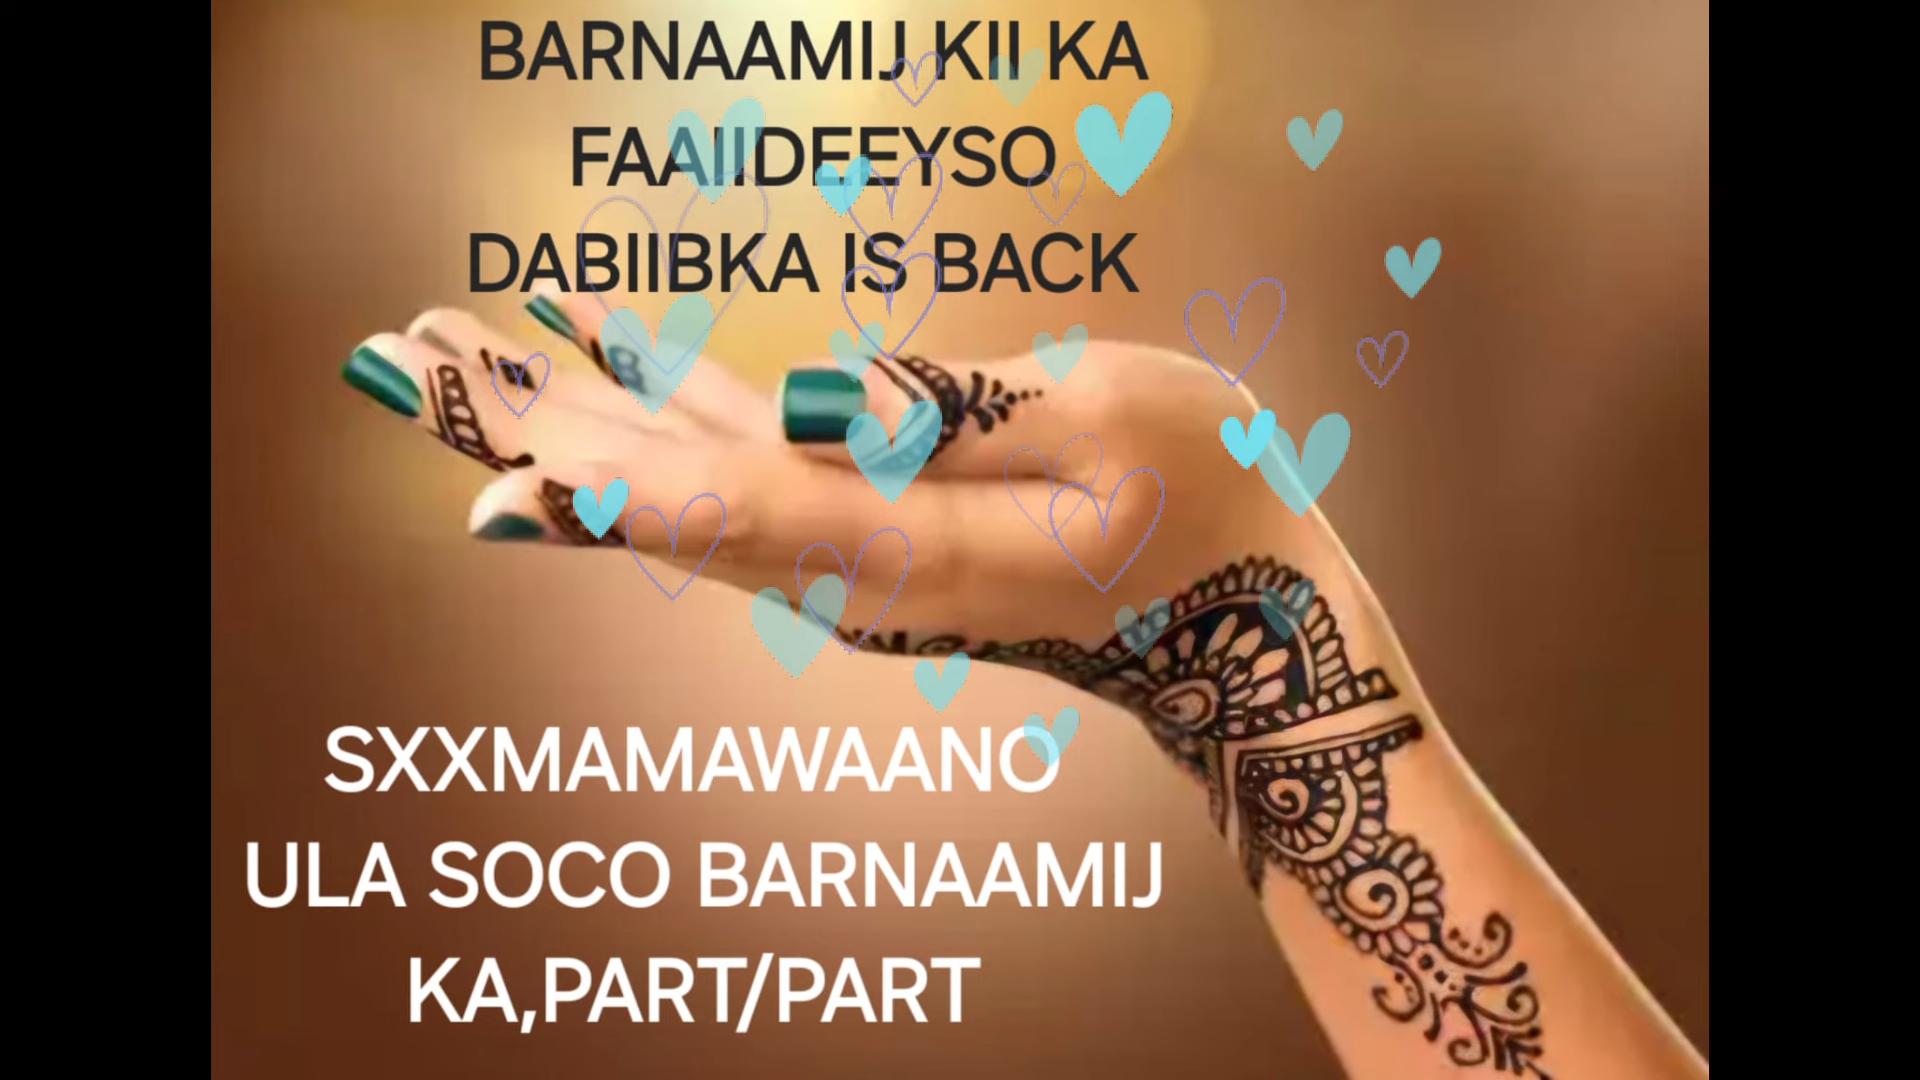 BARNAAMIJ KII KA
FAAIIDEEYSO
DABIIBKA IS BACK
SXXMAMAWAANO
ULA SOCO BARNAAMIJ
KA,PART/PART